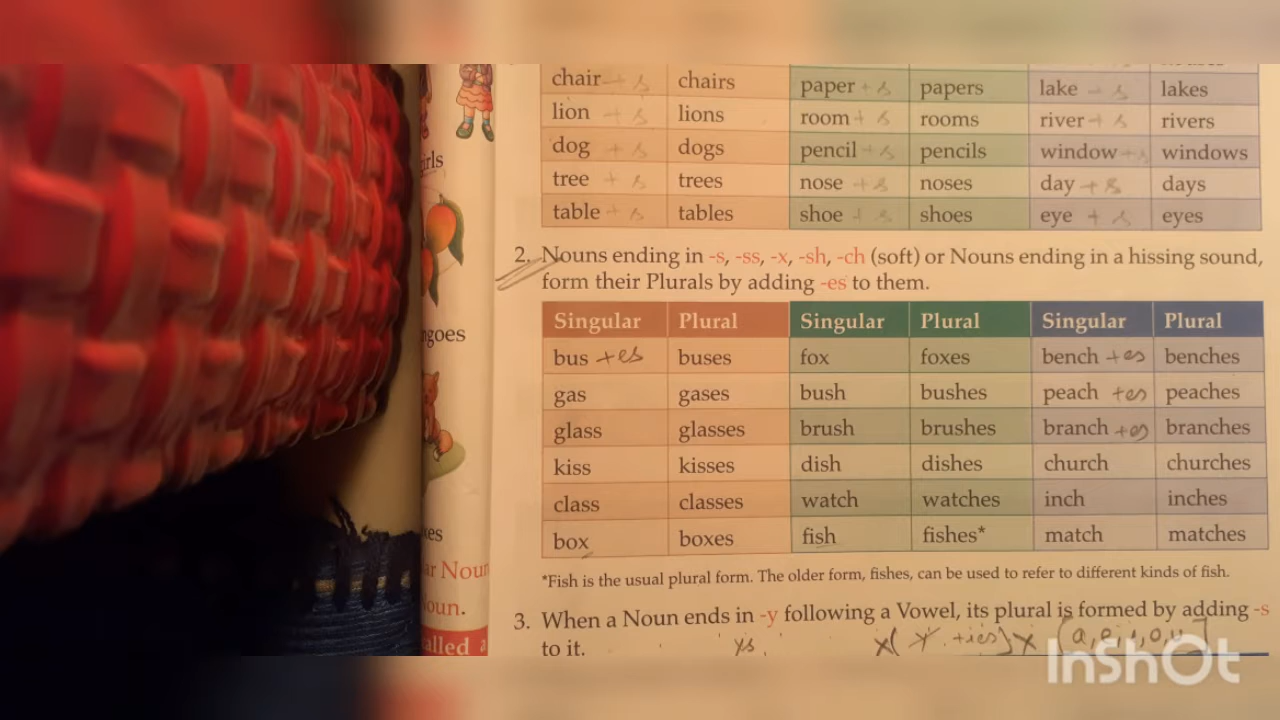 chair + s chairs paper + s papers lake + s lakes
lion + s lions room + s rooms river + s rivers
dog + s dogs pencil + s pencils window + s windows
tree + s trees nose + s noses day + s days
table + s tables shoe + s shoes eye + s eyes
irls
ngoes
xes
ar Noun
oun.
alled a
2. Nouns ending in -s, -ss, -x, -sh, -ch (soft) or Nouns ending in a hissing sound,
form their Plurals by adding -es to them.
Singular Plural Singular Plural Singular Plural
bus +es buses fox foxes bench +es benches
gas gases bush bushes peach +es peaches
glass glasses brush brushes branch +es branches
kiss kisses dish dishes church churches
class classes watch watches inch inches
box boxes fish fishes* match matches
*Fish is the usual plural form. The older form, fishes, can be used to refer to different kinds of fish.
3. When a Noun ends in -y following a Vowel, its plural is formed by adding -s
to it. ys x( y +ies] x [a, e, i, o, u]
InShOt